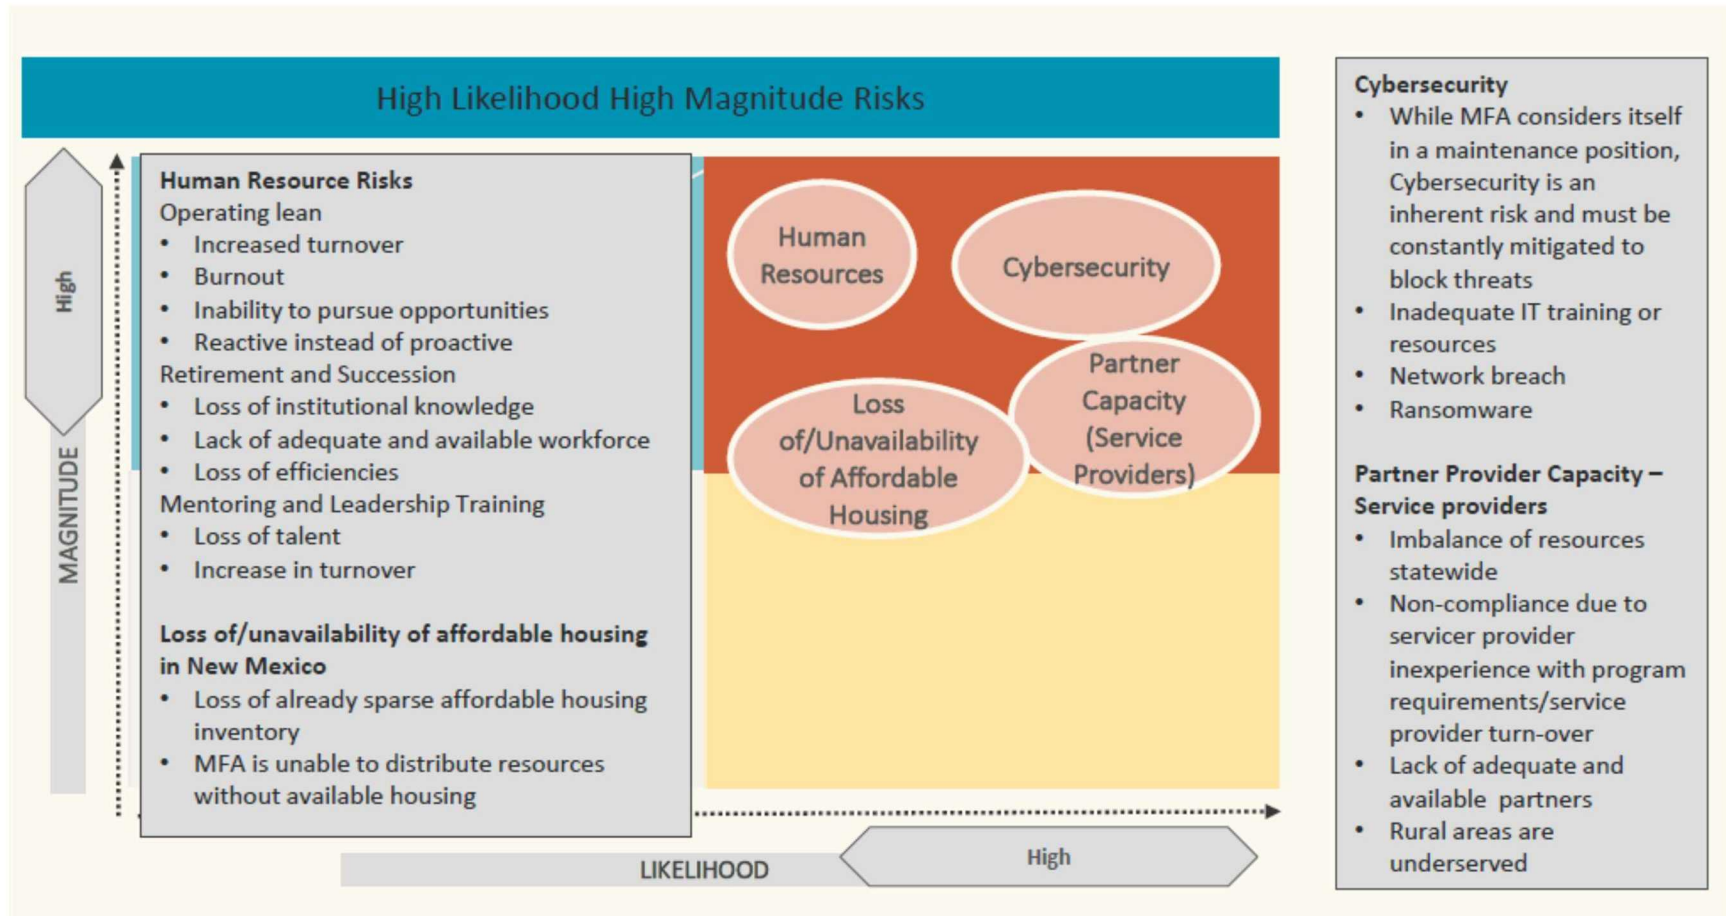 High Likelihood High Magnitude Risks
High
MAGNITUDE
Human Resource Risks
Operating lean
• Increased turnover
• Burnout
• Inability to pursue opportunities
• Reactive instead of proactive
Retirement and Succession
• Loss of institutional knowledge
• Lack of adequate and available workforce
• Loss of efficiencies
Mentoring and Leadership Training
• Loss of talent
• Increase in turnover
Loss of/unavailability of affordable housing
in New Mexico
• Loss of already sparse affordable housing
inventory
• MFA is unable to distribute resources
without available housing
Human
Resources
Cybersecurity
Loss
of/Unavailability
of Affordable
Housing
Partner
Capacity
(Service
Providers)
LIKELIHOOD
High
Cybersecurity
• While MFA considers itself
in a maintenance position,
Cybersecurity is an
inherent risk and must be
constantly mitigated to
block threats
• Inadequate IT training or
resources
• Network breach
• Ransomware
Partner Provider Capacity –
Service providers
• Imbalance of resources
statewide
• Non-compliance due to
servicer provider
inexperience with program
requirements/service
provider turn-over
• Lack of adequate and
available partners
• Rural areas are
underserved